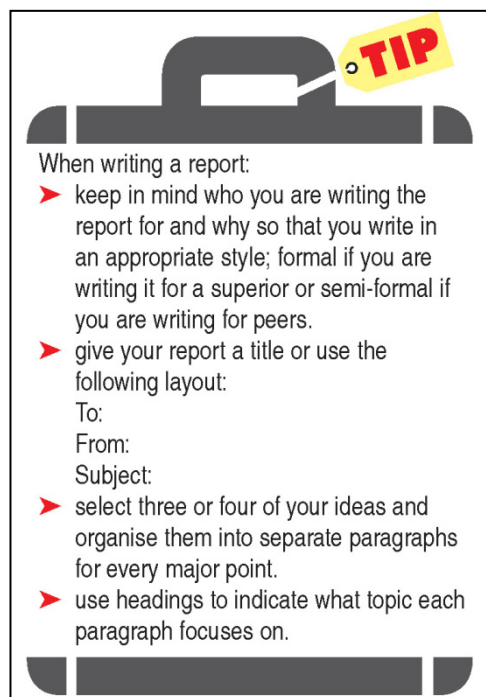 TIP
When writing a report:
➤ keep in mind who you are writing the
report for and why so that you write in
an appropriate style; formal if you are
writing it for a superior or semi-formal if
you are writing for peers.
➤ give your report a title or use the
following layout:
To:
From:
Subject:
➤ select three or four of your ideas and
organise them into separate paragraphs
for every major point.
➤ use headings to indicate what topic each
paragraph focuses on.